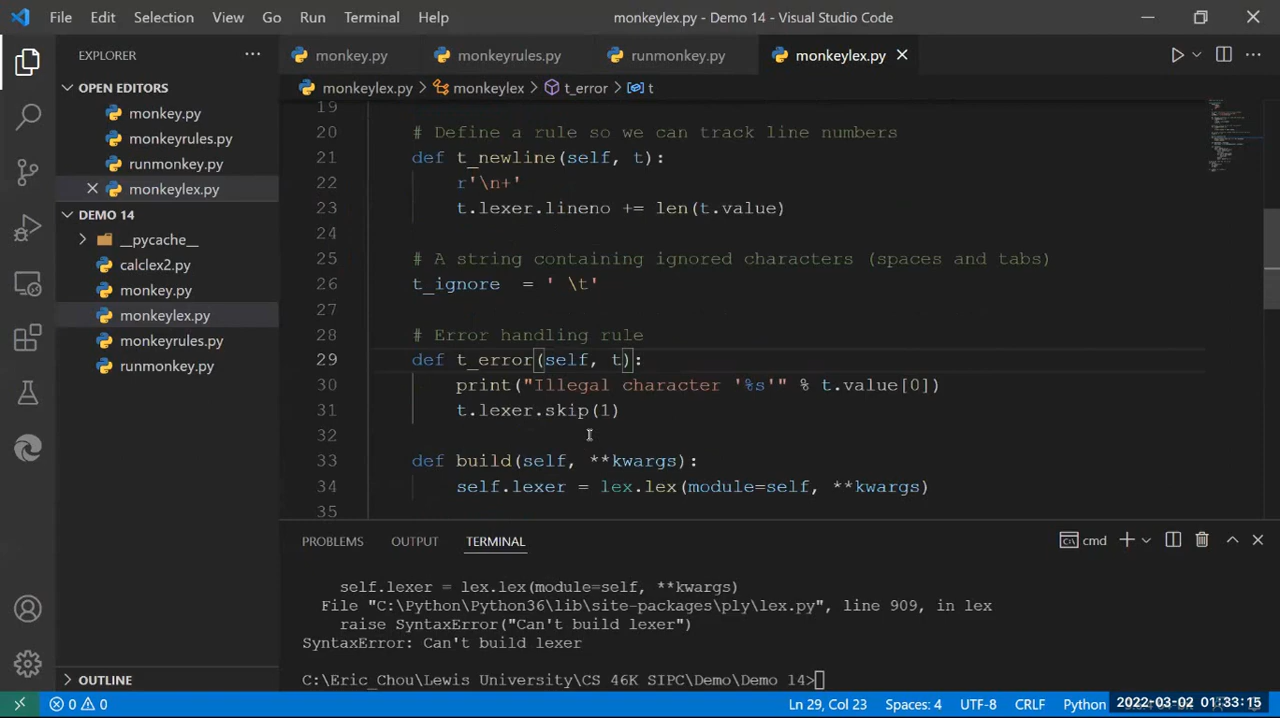 File Edit Selection View Go Run Terminal Help monkeylex.py - Demo 14 - Visual Studio Code
EXPLORER
OPEN EDITORS
monkey.py
monkeyrules.py
runmonkey.py
monkeylex.py
DEMO 14
__pycache__
calclex2.py
monkey.py
monkeylex.py
monkeyrules.py
runmonkey.py
OUTLINE
monkey.py monkeyrules.py runmonkey.py monkeylex.py
monkeylex.py > monkeylex > t_error > t
19
20 # Define a rule so we can track line numbers
21 def t_newline(self, t):
22 r'\n+'
23 t.lexer.lineno += len(t.value)
24
25 # A string containing ignored characters (spaces and tabs)
26 t_ignore  = ' \t'
27
28 # Error handling rule
29 def t_error(self, t):
30 print("Illegal character '%s'" % t.value[0])
31 t.lexer.skip(1)
32
33 def build(self, **kwargs):
34 self.lexer = lex.lex(module=self, **kwargs)
35
PROBLEMS OUTPUT TERMINAL cmd
self.lexer = lex.lex(module=self, **kwargs)
File "C:\Python\Python36\lib\site-packages\ply\lex.py", line 909, in lex
raise SyntaxError("Can't build lexer")
SyntaxError: Can't build lexer
C:\Eric_Chou\Lewis University\CS 46K SIPC\Demo\Demo 14>
0 0 Ln 29, Col 23 Spaces: 4 UTF-8 CRLF Python 2022-03-02 01:33:15